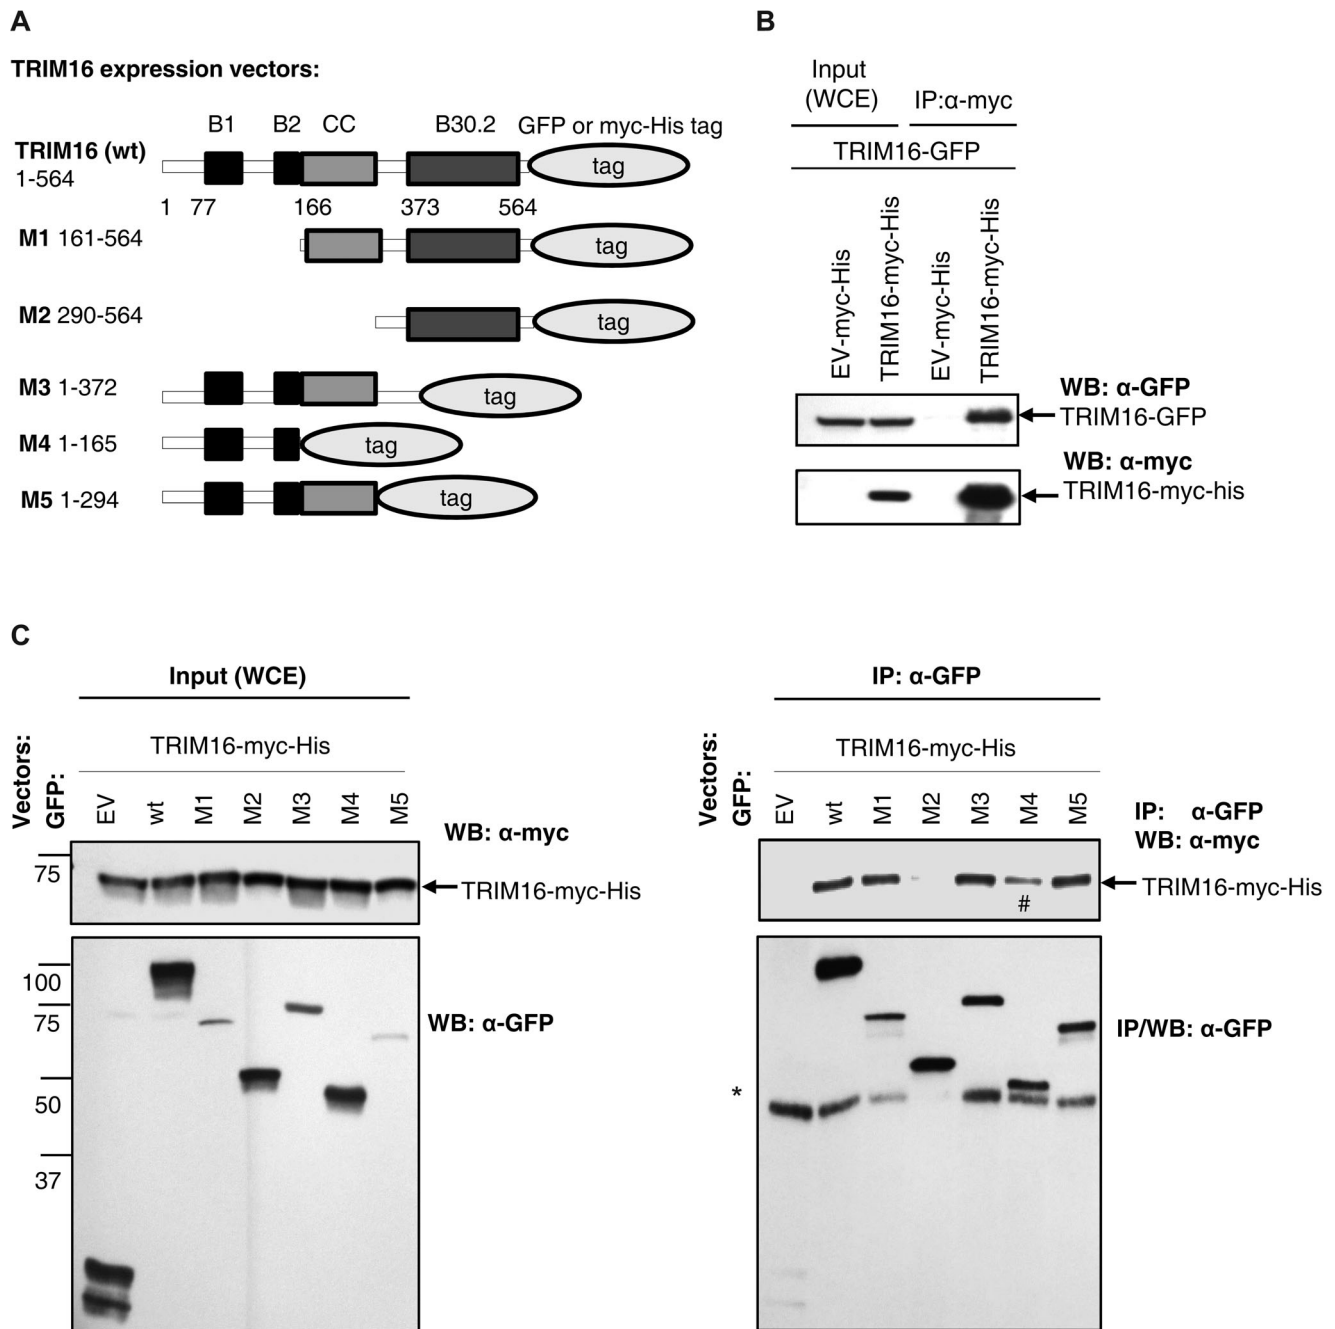 A
TRIM16 expression vectors:
B1 B2 CC B30.2 GFP or myc-His tag
TRIM16 (wt)
1-564
tag
1 77 166 373 564
M1 161-564
tag
M2 290-564
tag
M3 1-372
tag
M4 1-165
tag
M5 1-294
tag
B
Input
(WCE)
IP:α-myc
TRIM16-GFP
EV-myc-His
TRIM16-myc-His
EV-myc-His
TRIM16-myc-His
WB: α-GFP
TRIM16-GFP
WB: α-myc
TRIM16-myc-his
C
Input (WCE)
TRIM16-myc-His
Vectors:
GFP:
EV wt M1 M2 M3 M4 M5
WB: α-myc
75
TRIM16-myc-His
100
75
WB: α-GFP
50
37
IP: α-GFP
TRIM16-myc-His
Vectors:
GFP:
EV wt M1 M2 M3 M4 M5
IP: α-GFP
WB: α-myc
TRIM16-myc-His
#
IP/WB: α-GFP
*